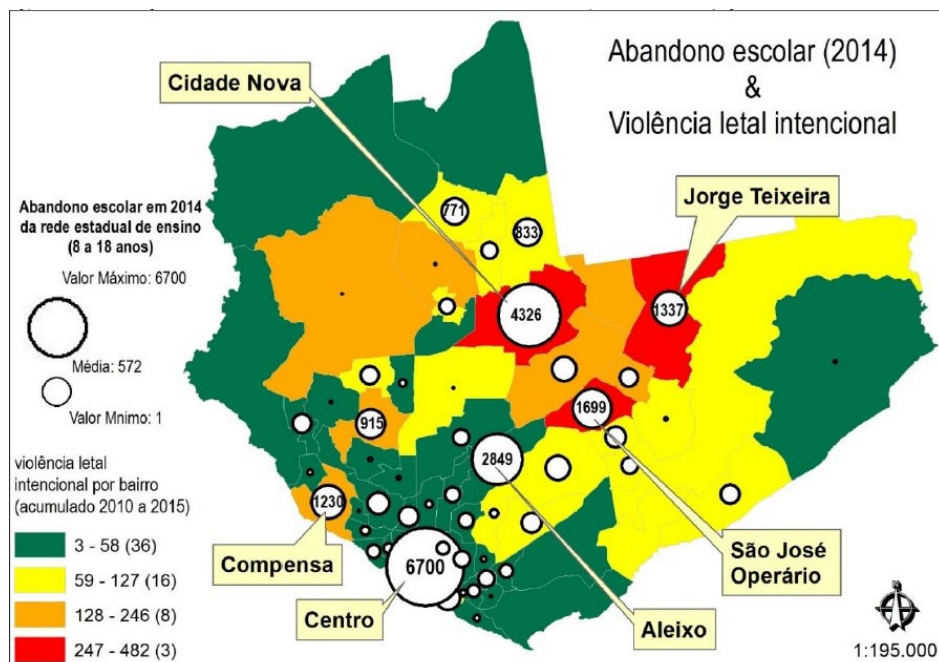 Abandono escolar (2014)
&
Violência letal intencional
Cidade Nova
Jorge Teixeira
Abandono escolar em 2014
da rede estadual de ensino
(8 a 18 anos)
Valor Máximo: 6700
Média: 572
Valor Mnimo: 1
violência letal
intencional por bairro
(acumulado 2010 a 2015)
3 - 58 (36)
59 - 127 (16)
128 - 246 (8)
247 - 482 (3)
771
833
4326
1337
1699
915
2849
1230
6700
Compensa
Centro
Aleixo
São José
Operário
1:195.000